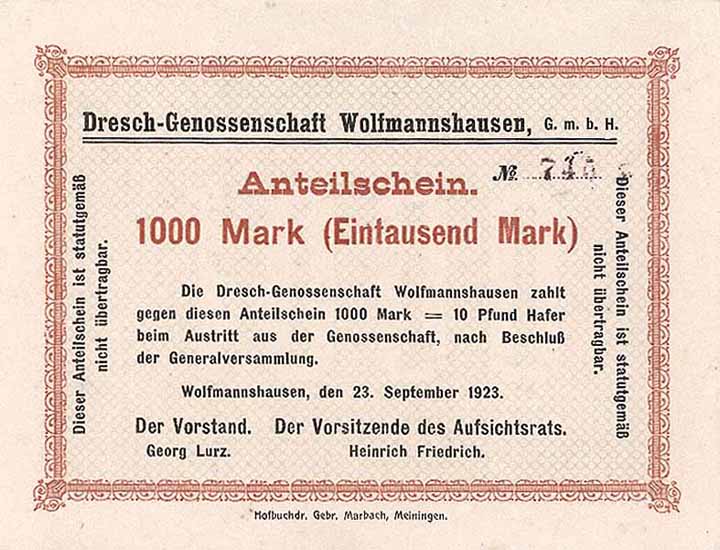 Dresch-Genossenschaft Wolfmannshausen, G. m. b. H.
№
Anteilschein.
1000 Mark (Eintausend Mark)
Die Dresch-Genossenschaft Wolfmannshausen zahlt
gegen diesen Anteilschein 1000 Mark = 10 Pfund Hafer
beim Austritt aus der Genossenschaft, nach Beschluß
der Generalversammlung.
Wolfmannshausen, den 23. September 1923.
Der Vorstand. Der Vorsitzende des Aufsichtsrats.
Georg Lurz. Heinrich Friedrich.
Dieser Anteilschein ist statutgemäß
nicht übertragbar.
Dieser Anteilschein ist statutgemäß
nicht übertragbar.
Hofbuchdr. Gebr. Marbach, Meiningen.